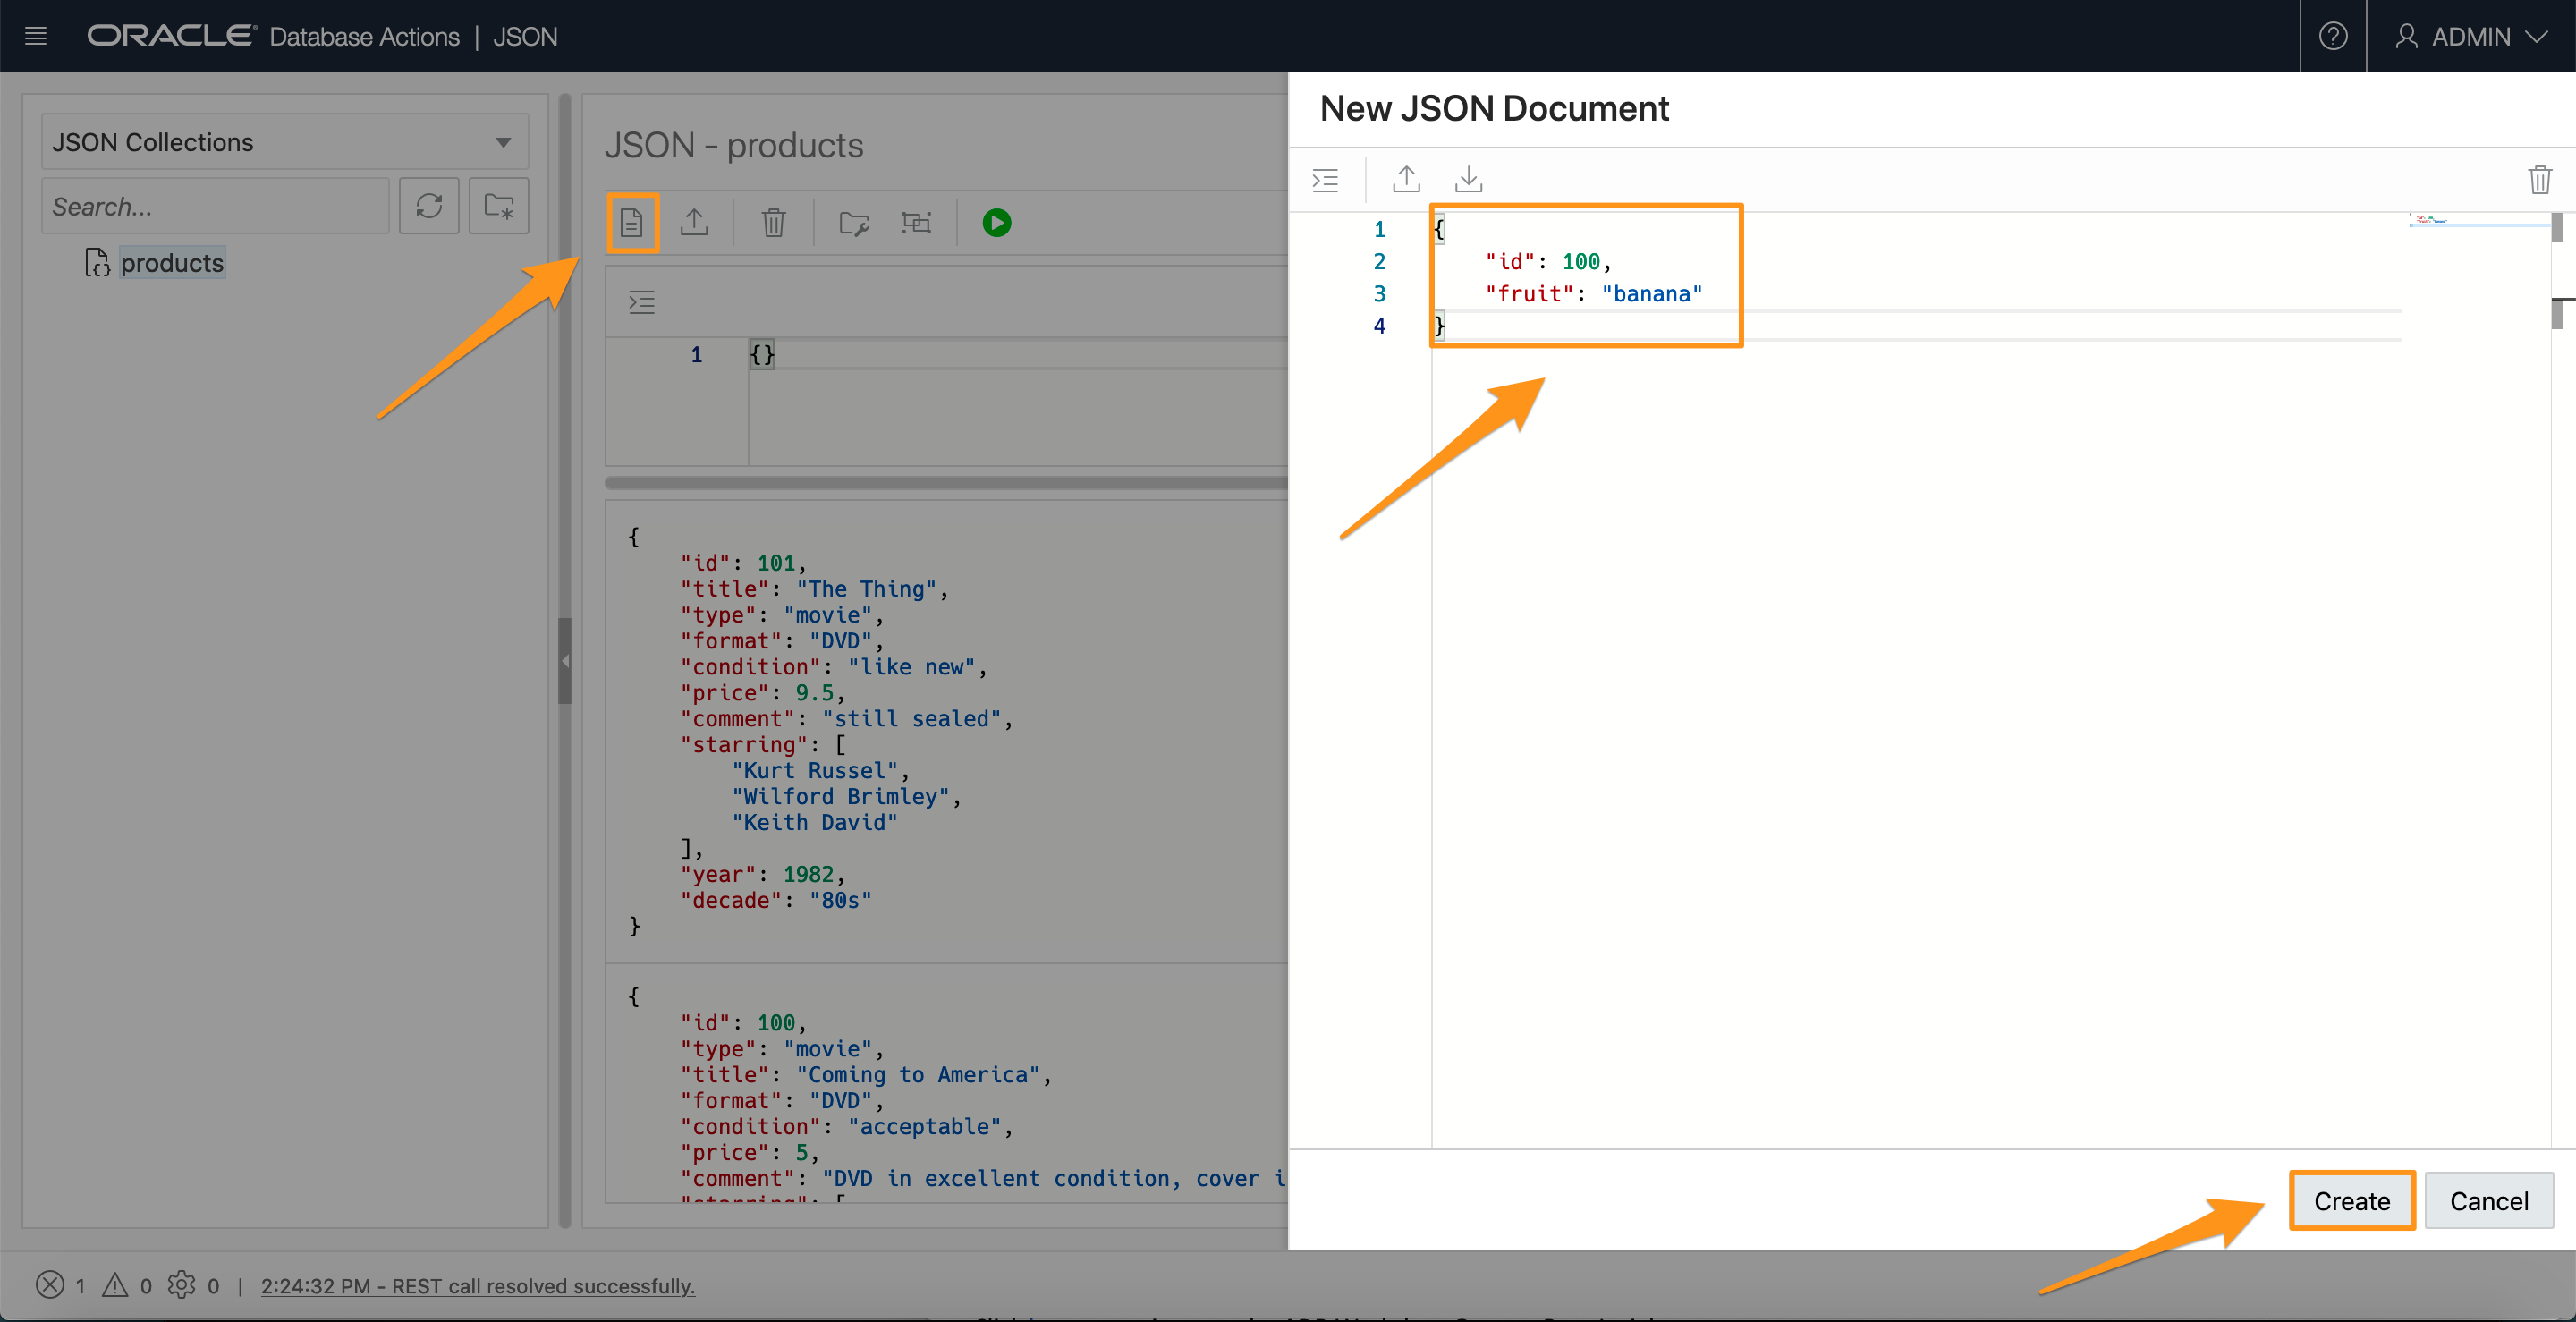 ORACLE Database Actions | JSON
ADMIN
JSON Collections
Search...
products
JSON - products
1 {}
{
"id": 101,
"title": "The Thing",
"type": "movie",
"format": "DVD",
"condition": "like new",
"price": 9.5,
"comment": "still sealed",
"starring": [
"Kurt Russel",
"Wilford Brimley",
"Keith David"
],
"year": 1982,
"decade": "80s"
}
{
"id": 100,
"type": "movie",
"title": "Coming to America",
"format": "DVD",
"condition": "acceptable",
"price": 5,
"comment": "DVD in excellent condition, cover i
"starring": [
New JSON Document
1 {
2 "id": 100,
3 "fruit": "banana"
4 }
Create
Cancel
1 0 0 | 2:24:32 PM - REST call resolved successfully.